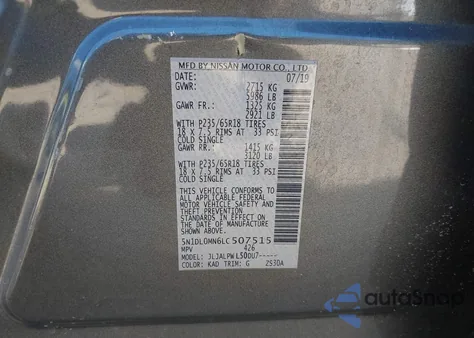 MFD BY NISSAN MOTOR CO., LTD.
DATE: 07/19
GVWR: 2715 KG
5986 LB
GAWR FR.: 1325 KG
2921 LB
WITH P235/65R18 TIRES
18 X 7.5 RIMS AT 33 PSI
COLD SINGLE
GAWR RR.: 1415 KG
3120 LB
WITH P235/65R18 TIRES
18 X 7.5 RIMS AT 33 PSI
COLD SINGLE
THIS VEHICLE CONFORMS TO
ALL APPLICABLE FEDERAL
MOTOR VEHICLE SAFETY, BUMPER,
AND THEFT PREVENTION
STANDARDS IN EFFECT ON THE
DATE OF MANUFACTURE
SHOWN ABOVE.
5N1DL0MN6LC507515
MPV 426
MODEL: JLJALPWL50DU7-----
COLOR: KAD TRIM: G 2530A
autoSnap